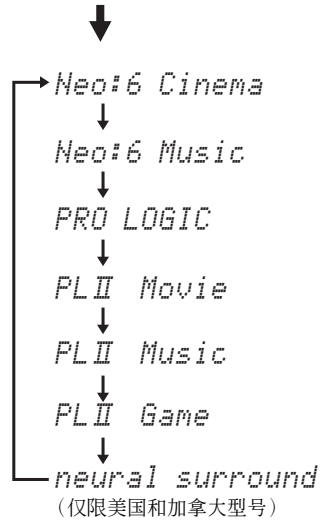 Neo:6 Cinema
Neo:6 Music
PRO LOGIC
PLⅡ Movie
PLⅡ Music
PLⅡ Game
neural surround
（仅限美国和加拿大型号）